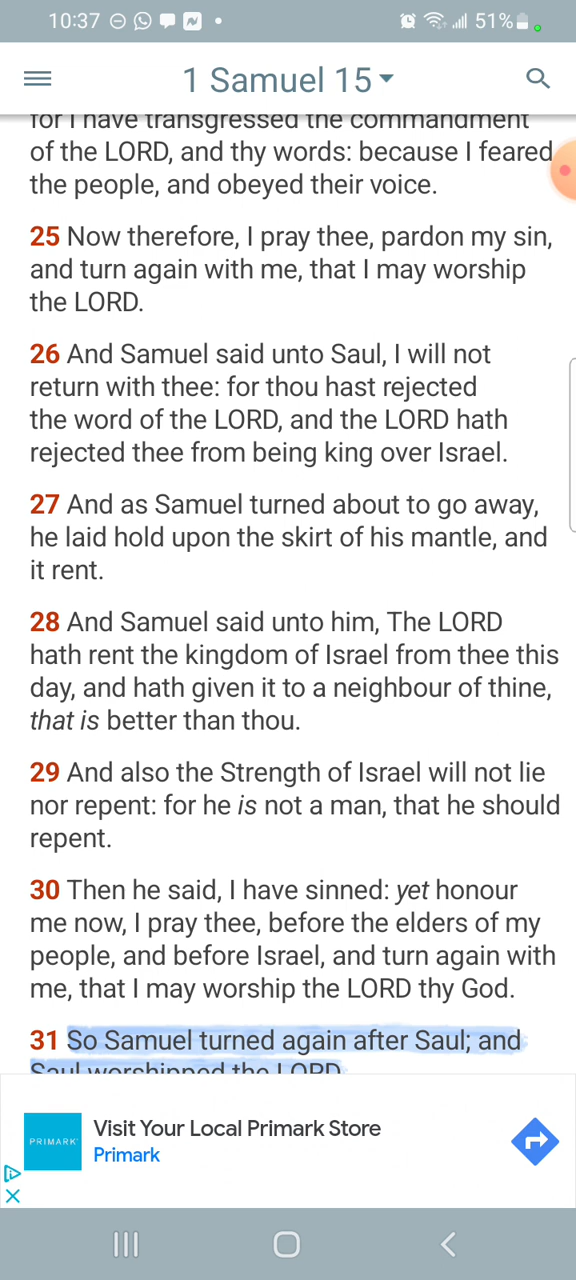 10:37
51%
1 Samuel 15
for I have transgressed the commandment
of the LORD, and thy words: because I feared
the people, and obeyed their voice.
25 Now therefore, I pray thee, pardon my sin,
and turn again with me, that I may worship
the LORD.
26 And Samuel said unto Saul, I will not
return with thee: for thou hast rejected
the word of the LORD, and the LORD hath
rejected thee from being king over Israel.
27 And as Samuel turned about to go away,
he laid hold upon the skirt of his mantle, and
it rent.
28 And Samuel said unto him, The LORD
hath rent the kingdom of Israel from thee this
day, and hath given it to a neighbour of thine,
that is better than thou.
29 And also the Strength of Israel will not lie
nor repent: for he is not a man, that he should
repent.
30 Then he said, I have sinned: yet honour
me now, I pray thee, before the elders of my
people, and before Israel, and turn again with
me, that I may worship the LORD thy God.
31 So Samuel turned again after Saul; and
Saul worshipped the LORD.
PRIMARK
Visit Your Local Primark Store
Primark